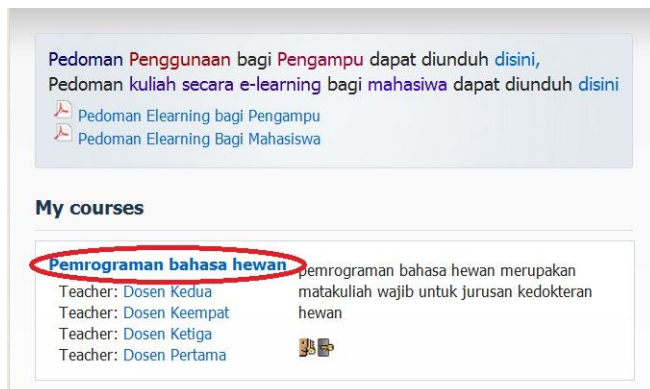 Pedoman Penggunaan bagi Pengampu dapat diunduh disini,
Pedoman kuliah secara e-learning bagi mahasiwa dapat diunduh disini
Pedoman Elearning bagi Pengampu
Pedoman Elearning Bagi Mahasiswa
My courses
Pemrograman bahasa hewan
Teacher: Dosen Kedua
Teacher: Dosen Keempat
Teacher: Dosen Ketiga
Teacher: Dosen Pertama
pemrograman bahasa hewan merupakan
matakuliah wajib untuk jurusan kedokteran
hewan